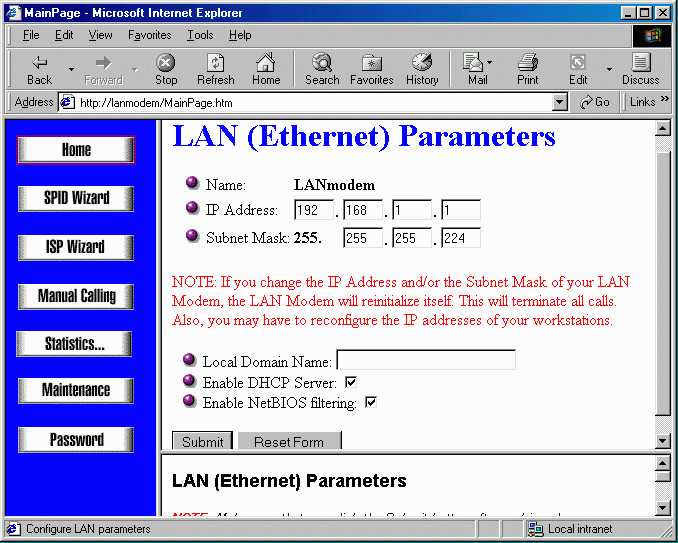 MainPage - Microsoft Internet Explorer
File Edit View Favorites Tools Help
Back Forward Stop Refresh Home Search Favorites History Mail Print Edit Discuss
Address http://lanmodem/MainPage.htm Go Links »
Home
SPID Wizard
ISP Wizard
Manual Calling
Statistics...
Maintenance
Password
LAN (Ethernet) Parameters
Name: LANmodem
IP Address: 192 . 168 . 1 . 1
Subnet Mask: 255. 255 . 255 . 224
NOTE: If you change the IP Address and/or the Subnet Mask of your LAN
Modem, the LAN Modem will reinitialize itself. This will terminate all calls.
Also, you may have to reconfigure the IP addresses of your workstations.
Local Domain Name:
Enable DHCP Server:
Enable NetBIOS filtering:
Submit Reset Form
LAN (Ethernet) Parameters
Configure LAN parameters Local intranet